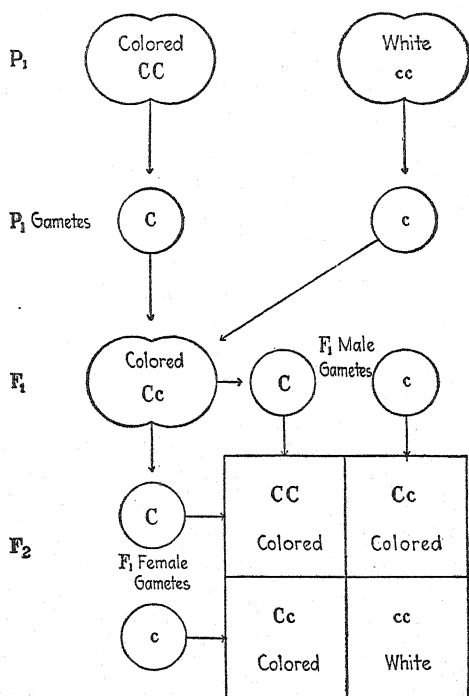 P₁
Colored
CC
White
cc
P₁ Gametes
C
c
F₁
Colored
Cc
C
F₁ Male
Gametes
c
F₂
C
F₁ Female
Gametes
c
CC
Colored
Cc
Colored
Cc
Colored
cc
White